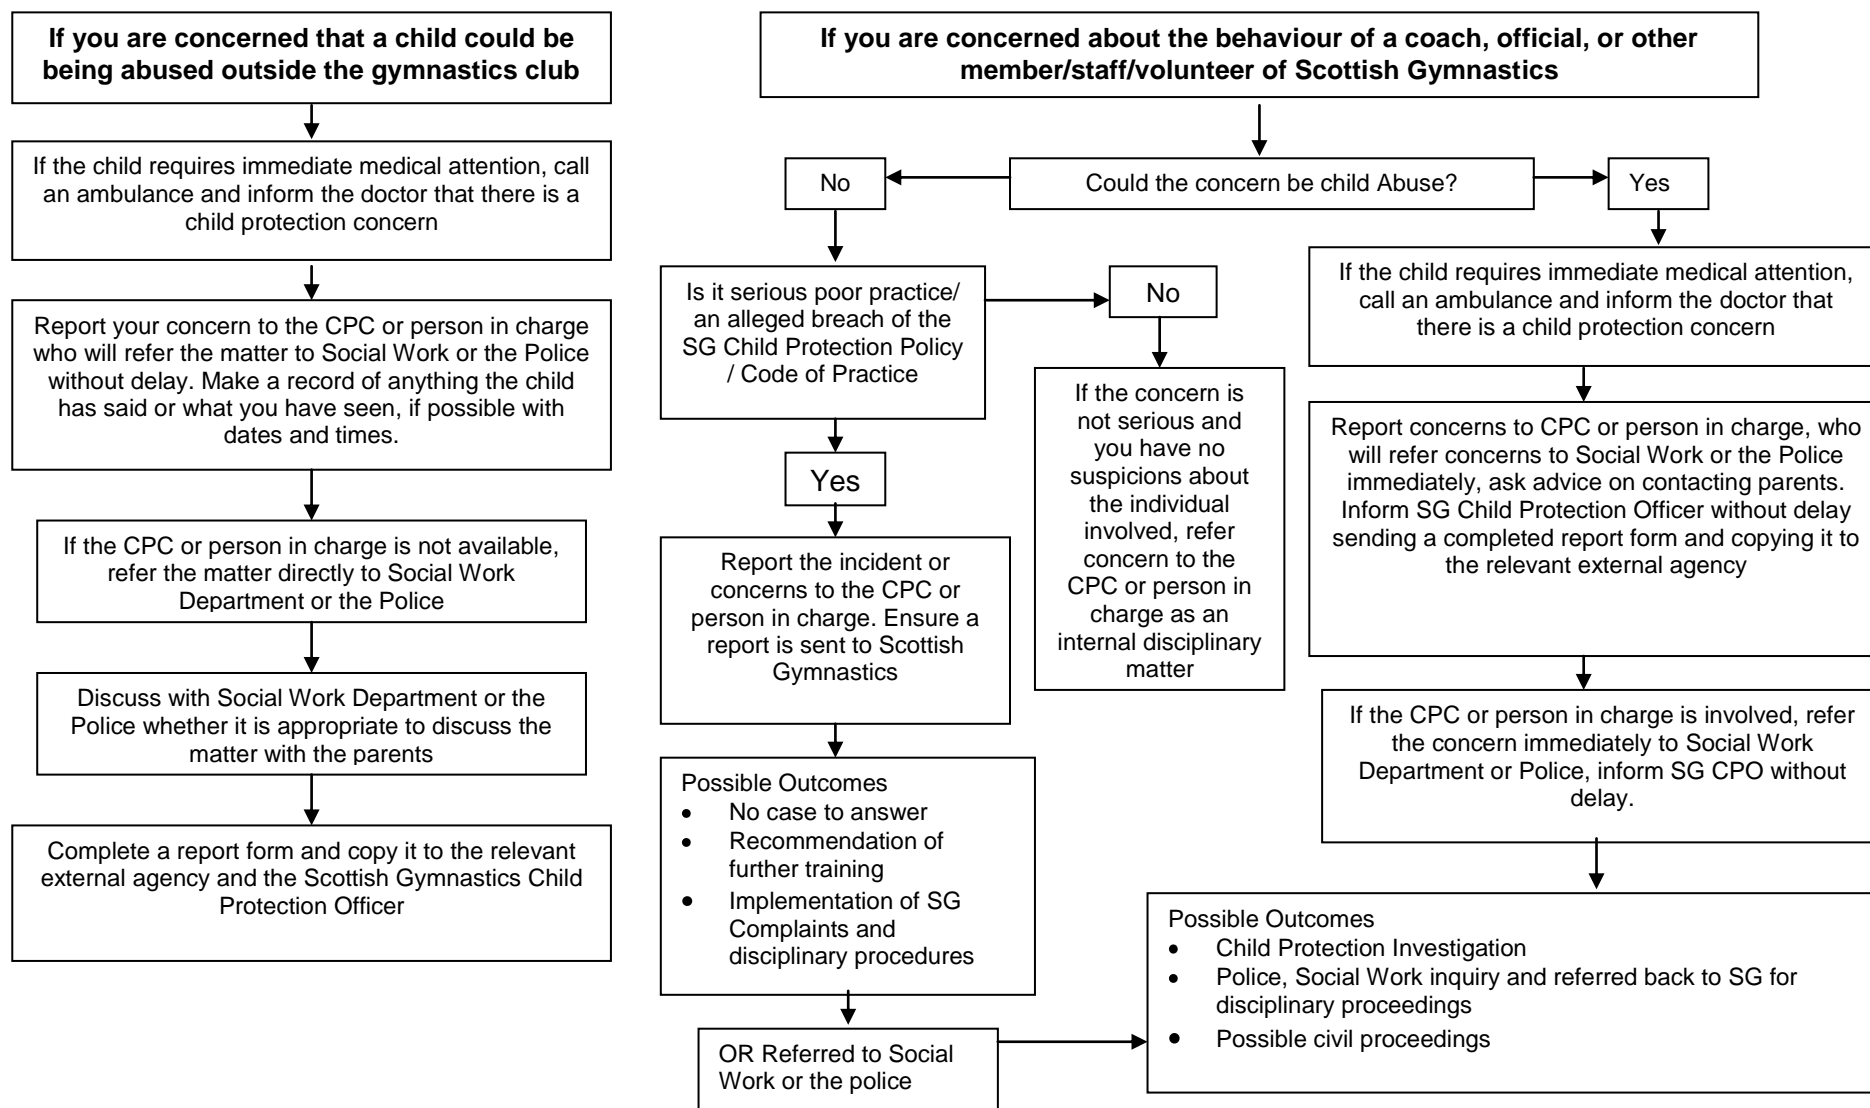 If you are concerned that a child could be
being abused outside the gymnastics club
If the child requires immediate medical attention, call
an ambulance and inform the doctor that there is a
child protection concern
Report your concern to the CPC or person in charge
who will refer the matter to Social Work or the Police
without delay. Make a record of anything the child
has said or what you have seen, if possible with
dates and times.
If the CPC or person in charge is not available,
refer the matter directly to Social Work
Department or the Police
Discuss with Social Work Department or the
Police whether it is appropriate to discuss the
matter with the parents
Complete a report form and copy it to the relevant
external agency and the Scottish Gymnastics Child
Protection Officer
If you are concerned about the behaviour of a coach, official, or other
member/staff/volunteer of Scottish Gymnastics
Could the concern be child Abuse?
No
Yes
Is it serious poor practice/
an alleged breach of the
SG Child Protection Policy
/ Code of Practice
No
If the concern is
not serious and
you have no
suspicions about
the individual
involved, refer
concern to the
CPC or person in
charge as an
internal disciplinary
matter
Yes
Report the incident or
concerns to the CPC or
person in charge. Ensure a
report is sent to Scottish
Gymnastics
Possible Outcomes
• No case to answer
• Recommendation of
further training
• Implementation of SG
Complaints and
disciplinary procedures
OR Referred to Social
Work or the police
If the child requires immediate medical attention,
call an ambulance and inform the doctor that
there is a child protection concern
Report concerns to CPC or person in charge, who
will refer concerns to Social Work or the Police
immediately, ask advice on contacting parents.
Inform SG Child Protection Officer without delay
sending a completed report form and copying it to
the relevant external agency
If the CPC or person in charge is involved, refer
the concern immediately to Social Work
Department or Police, inform SG CPO without
delay.
Possible Outcomes
• Child Protection Investigation
• Police, Social Work inquiry and referred back to SG for
disciplinary proceedings
• Possible civil proceedings